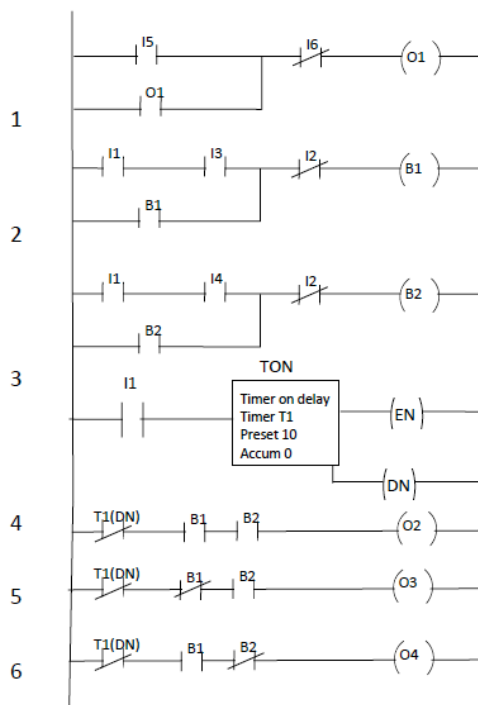 I5 I6 O1
O1
1
I1 I3 I2 B1
B1
2
I1 I4 I2 B2
B2
TON
3
I1
Timer on delay
Timer T1
Preset 10
Accum 0
EN
DN
4
T1(DN) B1 B2 O2
T1(DN) B1 B2 O3
5
T1(DN) B1 B2 O4
6